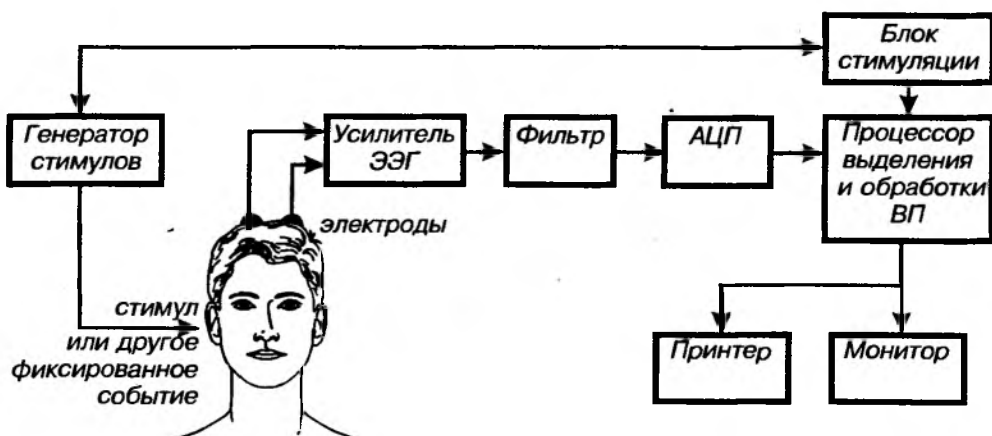 Блок
стимуляции
Генератор
стимулов
Усилитель
ЭЭГ
Фильтр
АЦП
Процессор
выделения
и обработки
ВП
электроды
стимул
или другое
фиксированное
событие
Принтер
Монитор